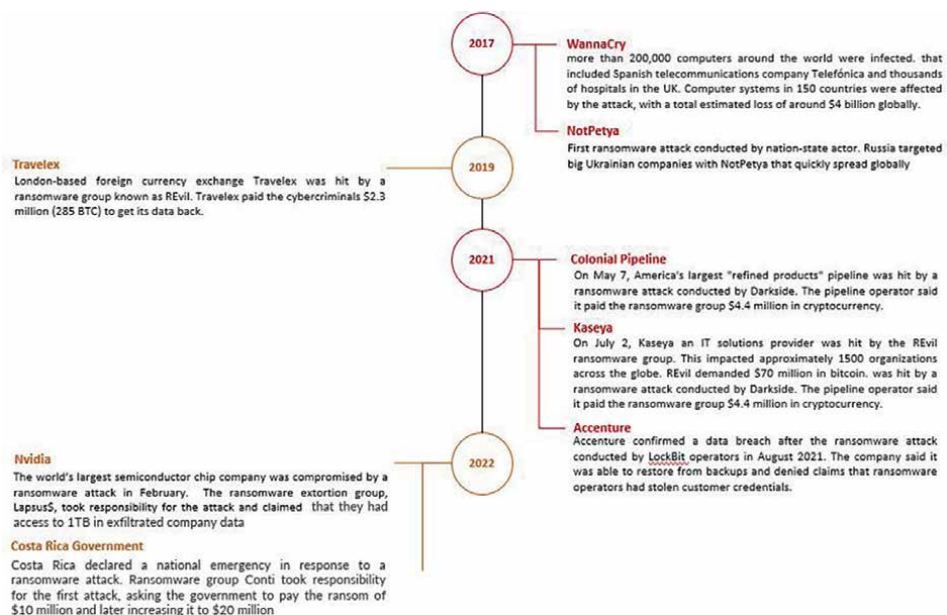 2017
WannaCry
more than 200,000 computers around the world were infected. that
included Spanish telecommunications company Telefónica and thousands
of hospitals in the UK. Computer systems in 150 countries were affected
by the attack, with a total estimated loss of around $4 billion globally.
NotPetya
First ransomware attack conducted by nation-state actor. Russia targeted
big Ukrainian companies with NotPetya that quickly spread globally
2019
Travelex
London-based foreign currency exchange Travelex was hit by a
ransomware group known as REvil. Travelex paid the cybercriminals $2.3
million (285 BTC) to get its data back.
2021
Colonial Pipeline
On May 7, America's largest "refined products" pipeline was hit by a
ransomware attack conducted by Darkside. The pipeline operator said
it paid the ransomware group $4.4 million in cryptocurrency.
Kaseya
On July 2, Kaseya an IT solutions provider was hit by the REvil
ransomware group. This impacted approximately 1500 organizations
across the globe. REvil demanded $70 million in bitcoin. was hit by a
ransomware attack conducted by Darkside. The pipeline operator said
it paid the ransomware group $4.4 million in cryptocurrency.
Accenture
Accenture confirmed a data breach after the ransomware attack
conducted by LockBit operators in August 2021. The company said it
was able to restore from backups and denied claims that ransomware
operators had stolen customer credentials.
2022
Nvidia
The world's largest semiconductor chip company was compromised by a
ransomware attack in February. The ransomware extortion group,
Lapsus$, took responsibility for the attack and claimed that they had
access to 1TB in exfiltrated company data
Costa Rica Government
Costa Rica declared a national emergency in response to a
ransomware attack. Ransomware group Conti took responsibility
for the first attack, asking the government to pay the ransom of
$10 million and later increasing it to $20 million